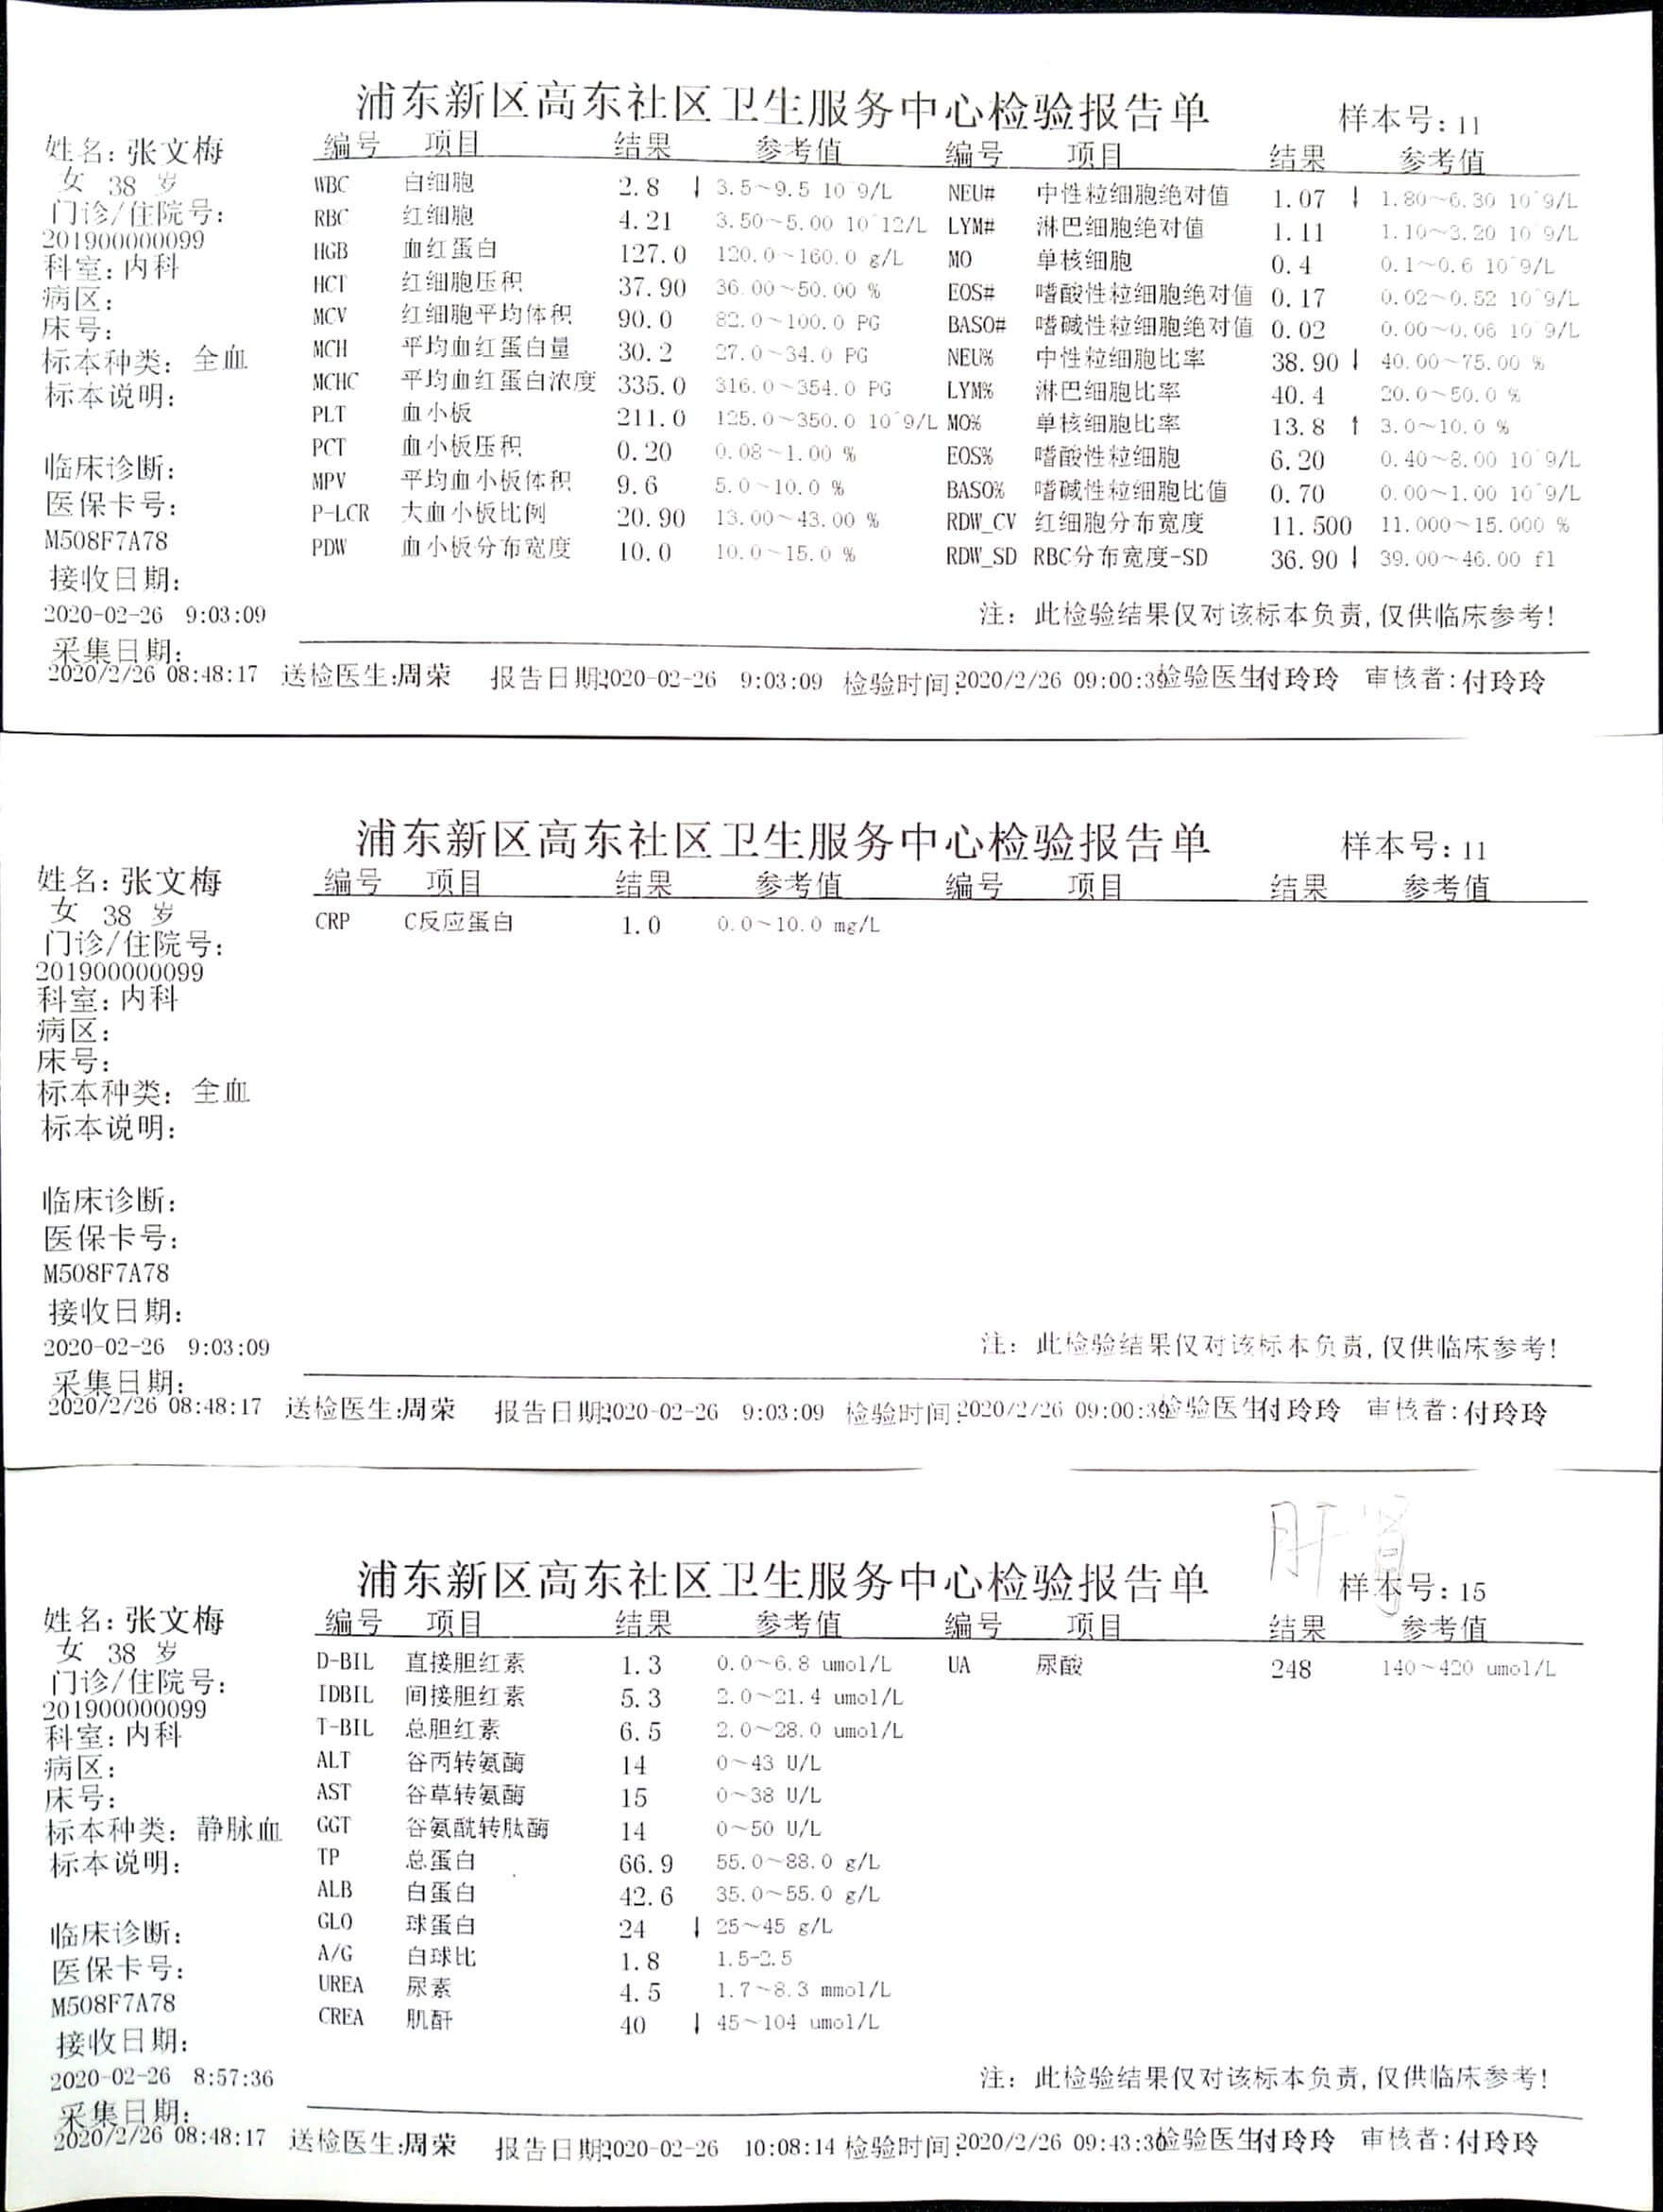 浦东新区高东社区卫生服务中心检验报告单 样本号: 11
姓名: 张文梅
女 38 岁
门诊/住院号:
201900000099
科室: 内科
病区:
床号:
标本种类: 全血
标本说明:
临床诊断:
医保卡号:
M508F7A78
接收日期:
2020-02-26 9:03:09
采集日期:
编号 项目 结果 参考值 编号 项目 结果 参考值
WBC 白细胞 2.8 ↓ 3.5~9.5 10^9/L NEU# 中性粒细胞绝对值 1.07 ↓ 1.80~6.30 10^9/L
RBC 红细胞 4.21 3.50~5.00 10^12/L LYM# 淋巴细胞绝对值 1.11 1.10~3.20 10^9/L
HGB 血红蛋白 127.0 120.0~160.0 g/L MO 单核细胞 0.4 0.1~0.6 10^9/L
HCT 红细胞压积 37.90 36.00~50.00 % EOS# 嗜酸性粒细胞绝对值 0.17 0.02~0.52 10^9/L
MCV 红细胞平均体积 90.0 82.0~100.0 PG BASO# 嗜碱性粒细胞绝对值 0.02 0.00~0.06 10^9/L
MCH 平均血红蛋白量 30.2 27.0~34.0 PG NEU% 中性粒细胞比率 38.90 ↓ 40.00~75.00 %
MCHC 平均血红蛋白浓度 335.0 316.0~354.0 PG LYM% 淋巴细胞比率 40.4 20.0~50.0 %
PLT 血小板 211.0 125.0~350.0 10^9/L MO% 单核细胞比率 13.8 ↑ 3.0~10.0 %
PCT 血小板压积 0.20 0.08~1.00 % EOS% 嗜酸性粒细胞 6.20 0.40~8.00 10^9/L
MPV 平均血小板体积 9.6 5.0~10.0 % BASO% 嗜碱性粒细胞比值 0.70 0.00~1.00 10^9/L
P-LCR 大血小板比例 20.90 13.00~43.00 % RDW_CV 红细胞分布宽度 11.500 11.000~15.000 %
PDW 血小板分布宽度 10.0 10.0~15.0 % RDW_SD RBC分布宽度-SD 36.90 ↓ 39.00~46.00 fl
注: 此检验结果仅对该标本负责,仅供临床参考!
2020/2/26 08:48:17 送检医生:周荣 报告日期:2020-02-26 9:03:09 检验时间:2020/2/26 09:00:39 检验医生 付玲玲 审核者: 付玲玲
浦东新区高东社区卫生服务中心检验报告单 样本号: 11
姓名: 张文梅
女 38 岁
门诊/住院号:
201900000099
科室: 内科
病区:
床号:
标本种类: 全血
标本说明:
临床诊断:
医保卡号:
M508F7A78
接收日期:
2020-02-26 9:03:09
采集日期:
编号 项目 结果 参考值 编号 项目 结果 参考值
CRP C反应蛋白 1.0 0.0~10.0 mg/L
注: 此检验结果仅对该标本负责,仅供临床参考!
2020/2/26 08:48:17 送检医生:周荣 报告日期:2020-02-26 9:03:09 检验时间:2020/2/26 09:00:39 检验医生 付玲玲 审核者: 付玲玲
肝肾
浦东新区高东社区卫生服务中心检验报告单 样本号: 15
姓名: 张文梅
女 38 岁
门诊/住院号:
201900000099
科室: 内科
病区:
床号:
标本种类: 静脉血
标本说明:
临床诊断:
医保卡号:
M508F7A78
接收日期:
2020-02-26 8:57:36
采集日期:
编号 项目 结果 参考值 编号 项目 结果 参考值
D-BIL 直接胆红素 1.3 0.0~6.8 umol/L UA 尿酸 248 140~420 umol/L
IDBIL 间接胆红素 5.3 2.0~21.4 umol/L
T-BIL 总胆红素 6.5 2.0~28.0 umol/L
ALT 谷丙转氨酶 14 0~43 U/L
AST 谷草转氨酶 15 0~38 U/L
GGT 谷氨酰转肽酶 14 0~50 U/L
TP 总蛋白 66.9 55.0~88.0 g/L
ALB 白蛋白 42.6 35.0~55.0 g/L
GLO 球蛋白 24 ↓ 25~45 g/L
A/G 白球比 1.8 1.5-2.5
UREA 尿素 4.5 1.7~8.3 mmol/L
CREA 肌酐 40 ↓ 45~104 umol/L
注: 此检验结果仅对该标本负责,仅供临床参考!
2020/2/26 08:48:17 送检医生:周荣 报告日期:2020-02-26 10:08:14 检验时间:2020/2/26 09:43:30 检验医生 付玲玲 审核者: 付玲玲